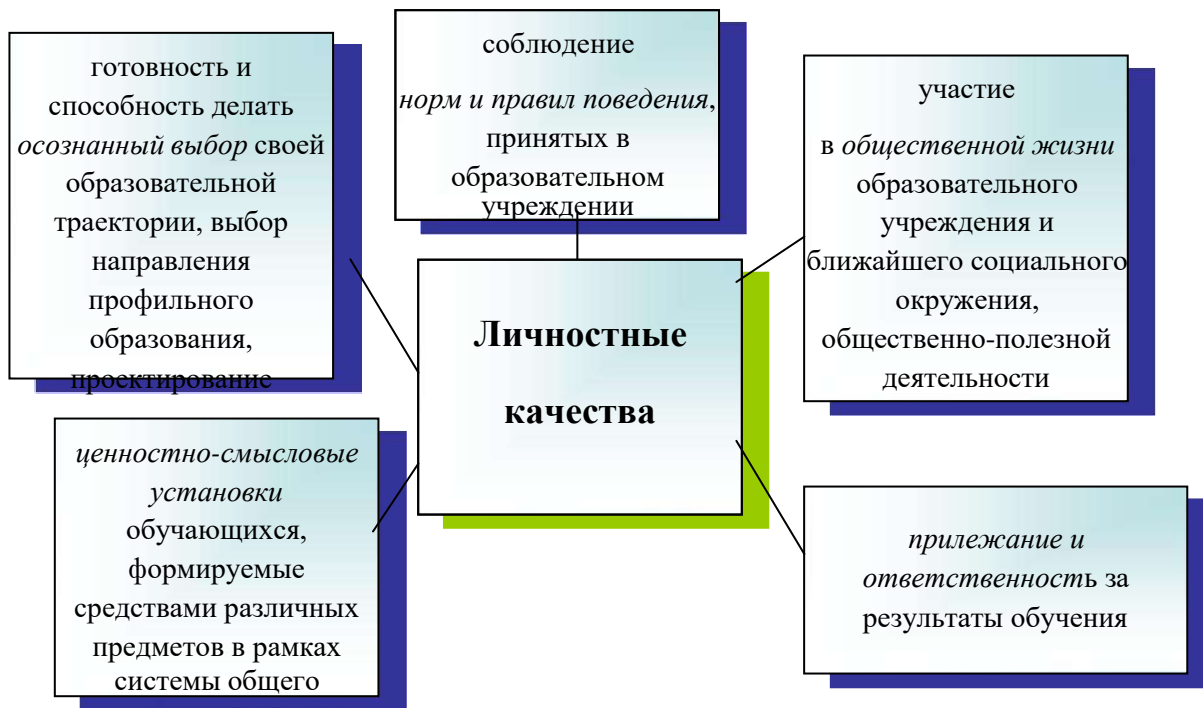 готовность и
способность делать
осознанный выбор своей
образовательной
траектории, выбор
направления
профильного
образования,
проектирование
соблюдение
норм и правил поведения,
принятых в
образовательном
учреждении
участие
в общественной жизни
образовательного
учреждения и
ближайшего социального
окружения,
общественно-полезной
деятельности
Личностные
качества
ценностно-смысловые
установки
обучающихся,
формируемые
средствами различных
предметов в рамках
системы общего
прилежание и
ответственность за
результаты обучения